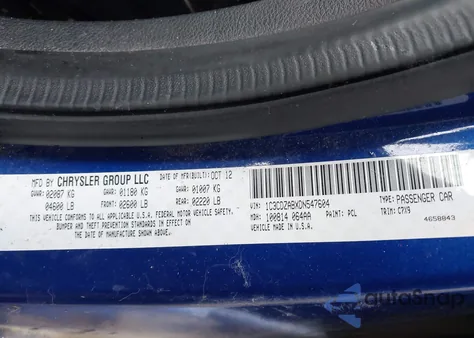 MFD BY CHRYSLER GROUP LLC DATE OF MFR(BUILT): OCT 12
GVWR: 02087 KG GAWR: 01180 KG GAWR: 01007 KG
04600 LB FRONT: 02600 LB REAR: 02220 LB
THIS VEHICLE CONFORMS TO ALL APPLICABLE U.S.A. FEDERAL MOTOR VEHICLE SAFETY,
BUMPER, AND THEFT PREVENTION STANDARDS IN EFFECT ON THE
DATE OF MANUFACTURE SHOWN ABOVE.
MADE IN U.S.A.
VIN: 1C3CDZABXDN547604 TYPE: PASSENGER CAR
MDH: 100814 064AA PAINT: PCL TRIM: CPX9
4658843
autoSnap